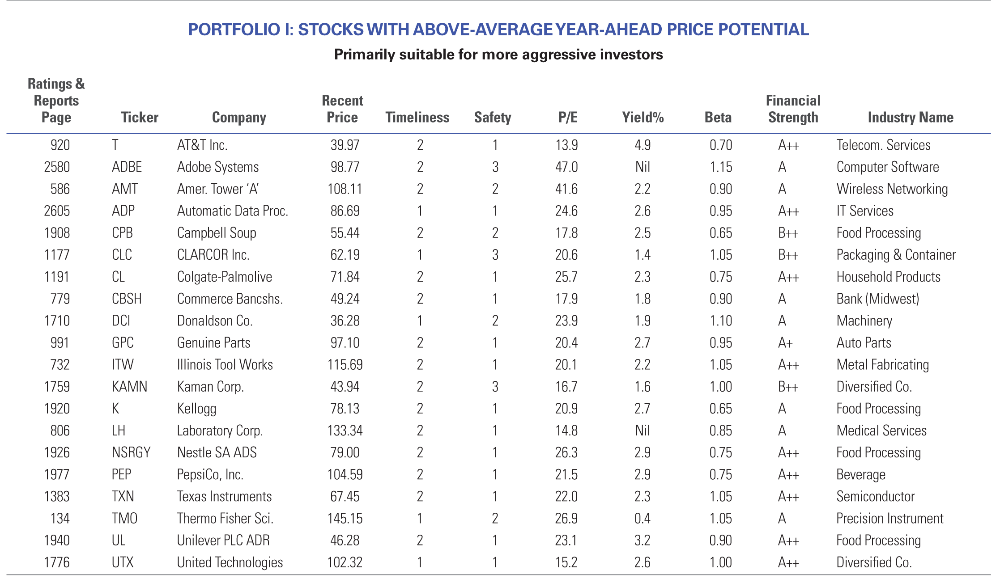 PORTFOLIO I: STOCKS WITH ABOVE-AVERAGE YEAR-AHEAD PRICE POTENTIAL
Primarily suitable for more aggressive investors
Ratings &
Reports Recent Financial
Page Ticker Company Price Timeliness Safety P/E Yield% Beta Strength Industry Name
920 T AT&T Inc. 39.97 2 1 13.9 4.9 0.70 A++ Telecom. Services
2580 ADBE Adobe Systems 98.77 2 3 47.0 Nil 1.15 A Computer Software
586 AMT Amer. Tower ‘A’ 108.11 2 2 41.6 2.2 0.90 A Wireless Networking
2605 ADP Automatic Data Proc. 86.69 1 1 24.6 2.6 0.95 A++ IT Services
1908 CPB Campbell Soup 55.44 2 2 17.8 2.5 0.65 B++ Food Processing
1177 CLC CLARCOR Inc. 62.19 1 3 20.6 1.4 1.05 B++ Packaging & Container
1191 CL Colgate-Palmolive 71.84 2 1 25.7 2.3 0.75 A++ Household Products
779 CBSH Commerce Bancshs. 49.24 2 1 17.9 1.8 0.90 A Bank (Midwest)
1710 DCI Donaldson Co. 36.28 1 2 23.9 1.9 1.10 A Machinery
991 GPC Genuine Parts 97.10 2 1 20.4 2.7 0.95 A+ Auto Parts
732 ITW Illinois Tool Works 115.69 2 1 20.1 2.2 1.05 A++ Metal Fabricating
1759 KAMN Kaman Corp. 43.94 2 3 16.7 1.6 1.00 B++ Diversified Co.
1920 K Kellogg 78.13 2 1 20.9 2.7 0.65 A Food Processing
806 LH Laboratory Corp. 133.34 2 1 14.8 Nil 0.85 A Medical Services
1926 NSRGY Nestle SA ADS 79.00 2 1 26.3 2.9 0.75 A++ Food Processing
1977 PEP PepsiCo, Inc. 104.59 2 1 21.5 2.9 0.75 A++ Beverage
1383 TXN Texas Instruments 67.45 2 1 22.0 2.3 1.05 A++ Semiconductor
134 TMO Thermo Fisher Sci. 145.15 1 2 26.9 0.4 1.05 A Precision Instrument
1940 UL Unilever PLC ADR 46.28 2 1 23.1 3.2 0.90 A++ Food Processing
1776 UTX United Technologies 102.32 1 1 15.2 2.6 1.00 A++ Diversified Co.